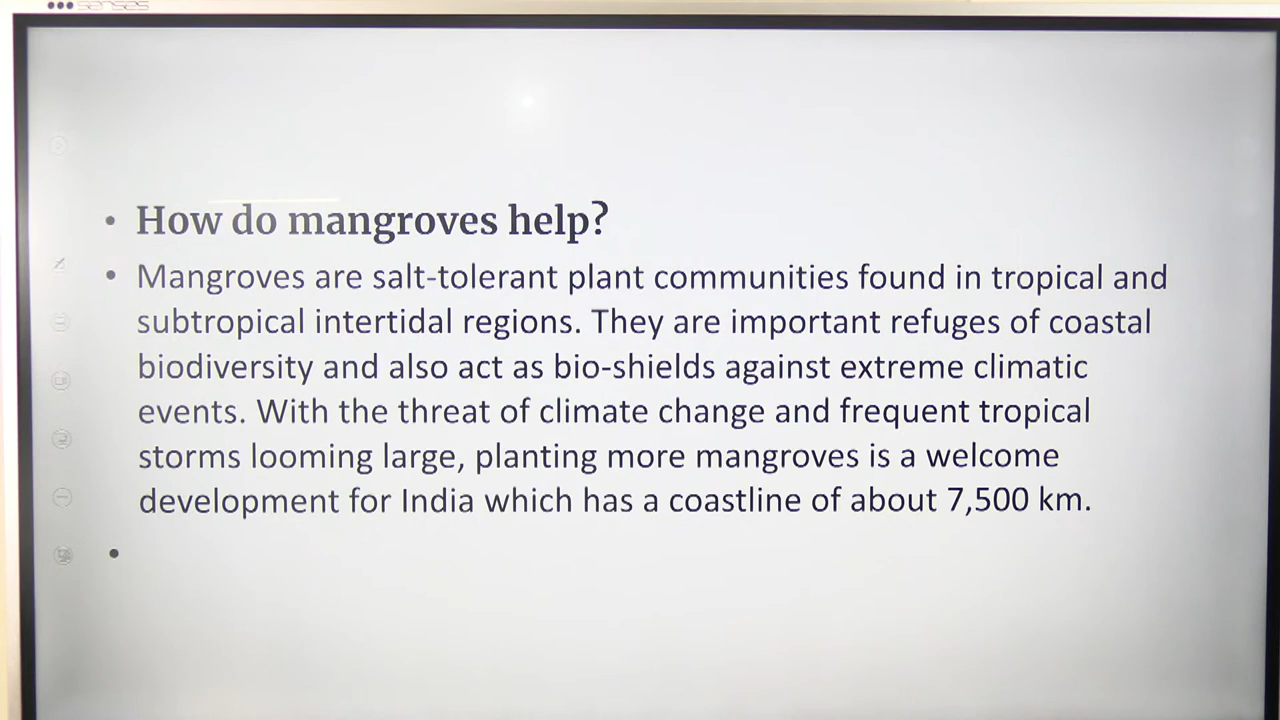 senses
• How do mangroves help?
• Mangroves are salt-tolerant plant communities found in tropical and
subtropical intertidal regions. They are important refuges of coastal
biodiversity and also act as bio-shields against extreme climatic
events. With the threat of climate change and frequent tropical
storms looming large, planting more mangroves is a welcome
development for India which has a coastline of about 7,500 km.
•